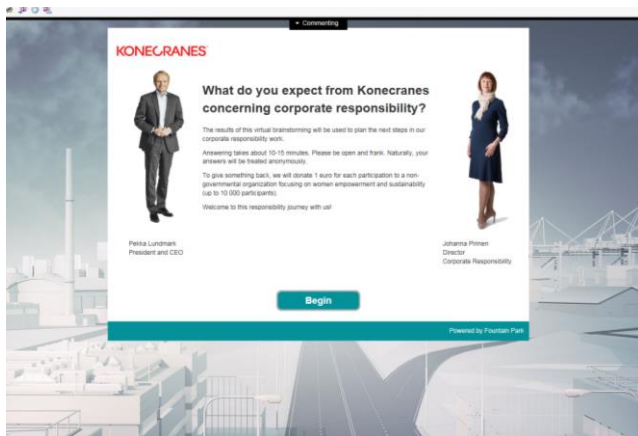 Commenting
KONECRANES
What do you expect from Konecranes
concerning corporate responsibility?
The results of this virtual brainstorming will be used to plan the next steps in our
corporate responsibility work.
Answering takes about 10-15 minutes. Please be open and frank. Naturally, your
answers will be treated anonymously.
To give something back, we will donate 1 euro for each participation to a non-
governmental organization focusing on women empowerment and sustainability
(up to 10 000 participants).
Welcome to this responsibility journey with us!
Pekka Lundmark
President and CEO
Johanna Pirinen
Director
Corporate Responsibility
Begin
Powered by Fountain Park